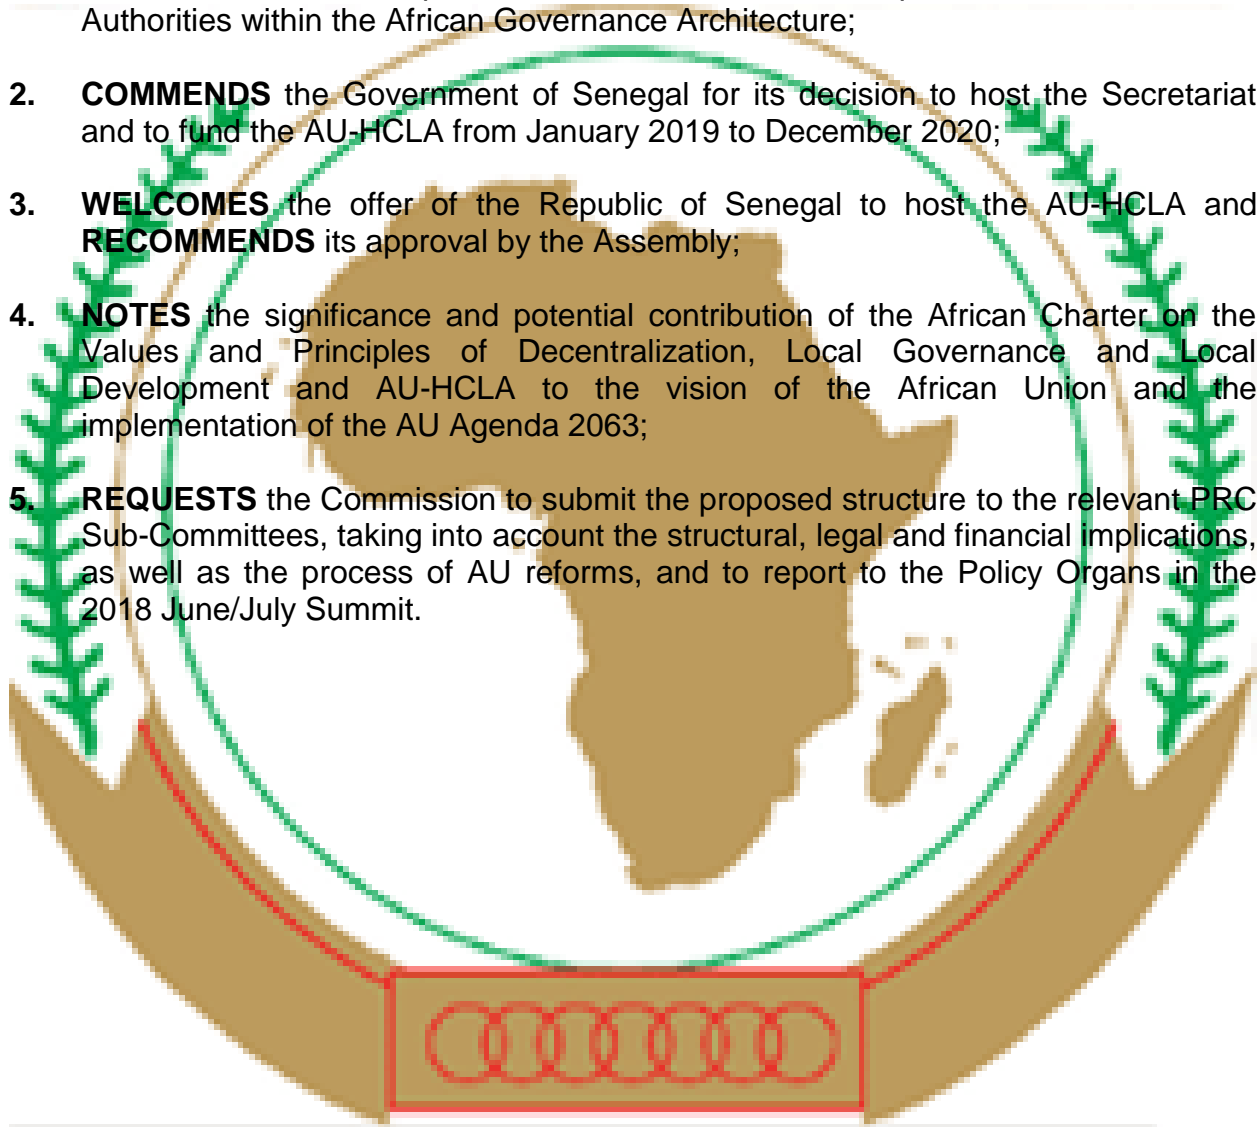 Authorities within the African Governance Architecture;
2. COMMENDS the Government of Senegal for its decision to host the Secretariat
and to fund the AU-HCLA from January 2019 to December 2020;
3. WELCOMES the offer of the Republic of Senegal to host the AU-HCLA and
RECOMMENDS its approval by the Assembly;
4. NOTES the significance and potential contribution of the African Charter on the
Values and Principles of Decentralization, Local Governance and Local
Development and AU-HCLA to the vision of the African Union and the
implementation of the AU Agenda 2063;
5. REQUESTS the Commission to submit the proposed structure to the relevant PRC
Sub-Committees, taking into account the structural, legal and financial implications,
as well as the process of AU reforms, and to report to the Policy Organs in the
2018 June/July Summit.